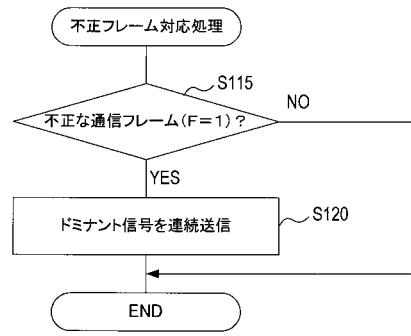 不正フレーム対応処理
S115
NO
不正な通信フレーム(F=1)?
YES
ドミナント信号を連続送信
S120
END